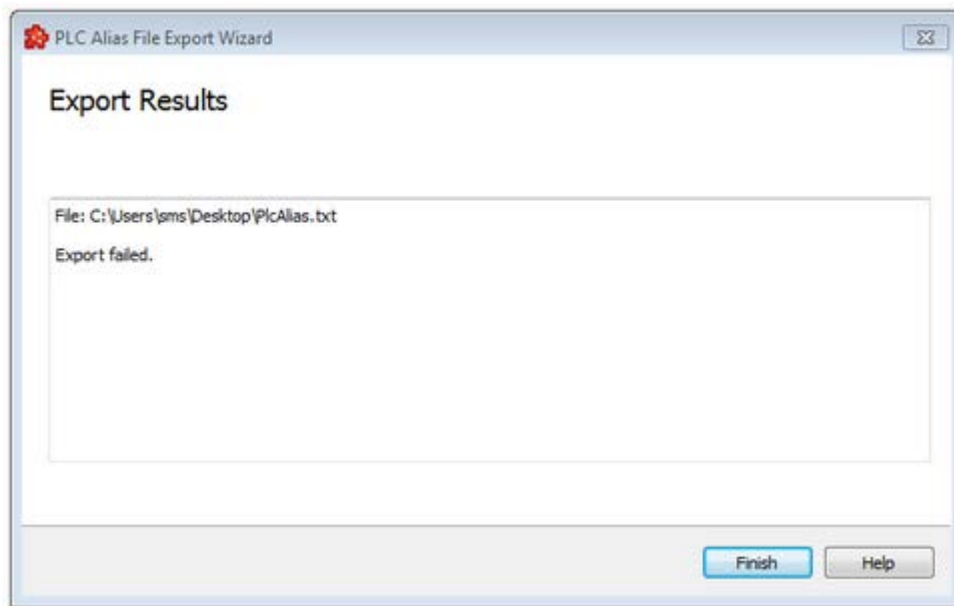 PLC Alias File Export Wizard
Export Results
File: C:\Users\sms\Desktop\PlcAlias.txt
Export failed.
Finish Help